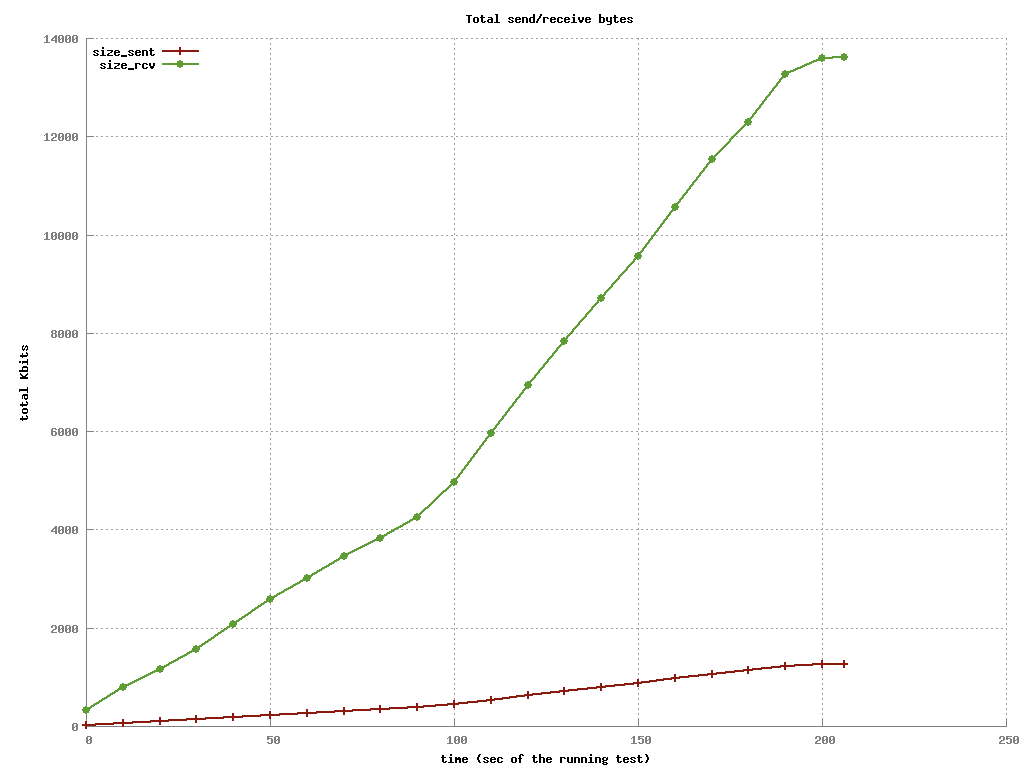 Total send/receive bytes
14000
size_sent
size_rcv
12000
10000
8000
total Kbits
6000
4000
2000
0
0 50 100 150 200 250
time (sec of the running test)